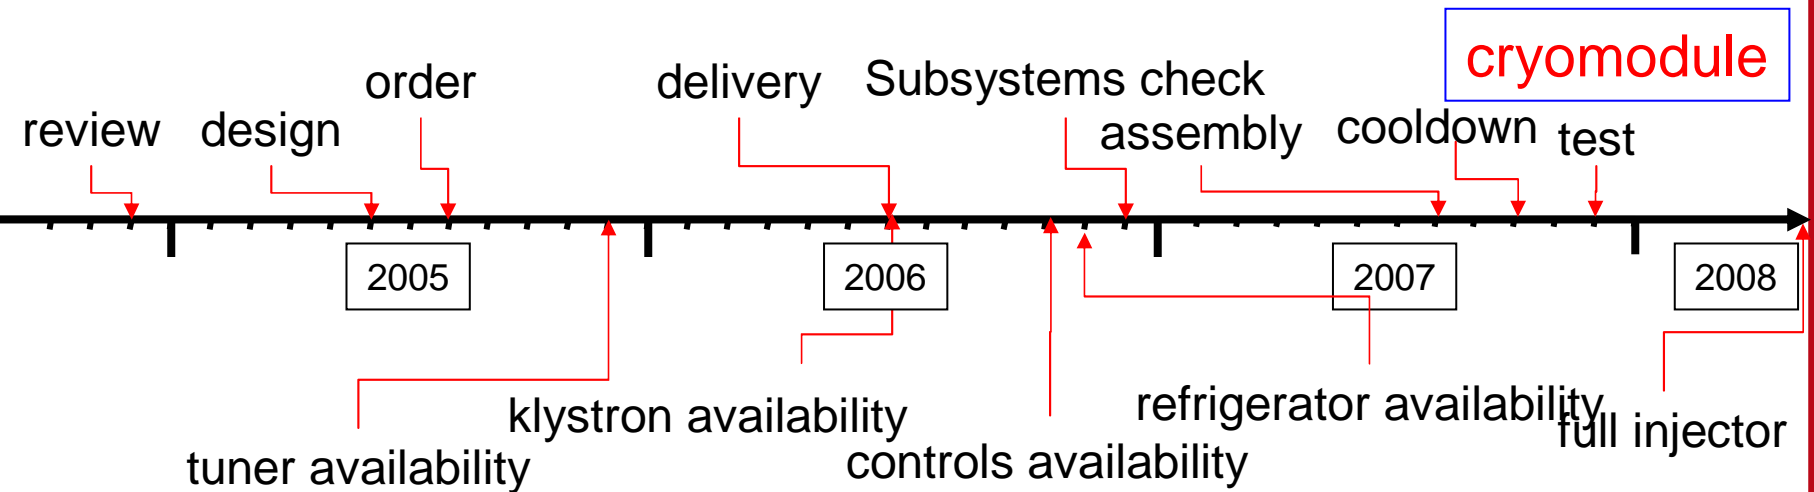 cryomodule
order
delivery
Subsystems check
review
design
assembly
cooldown
test
2005
2006
2007
2008
klystron availability
refrigerator availability
full injector
tuner availability
controls availability